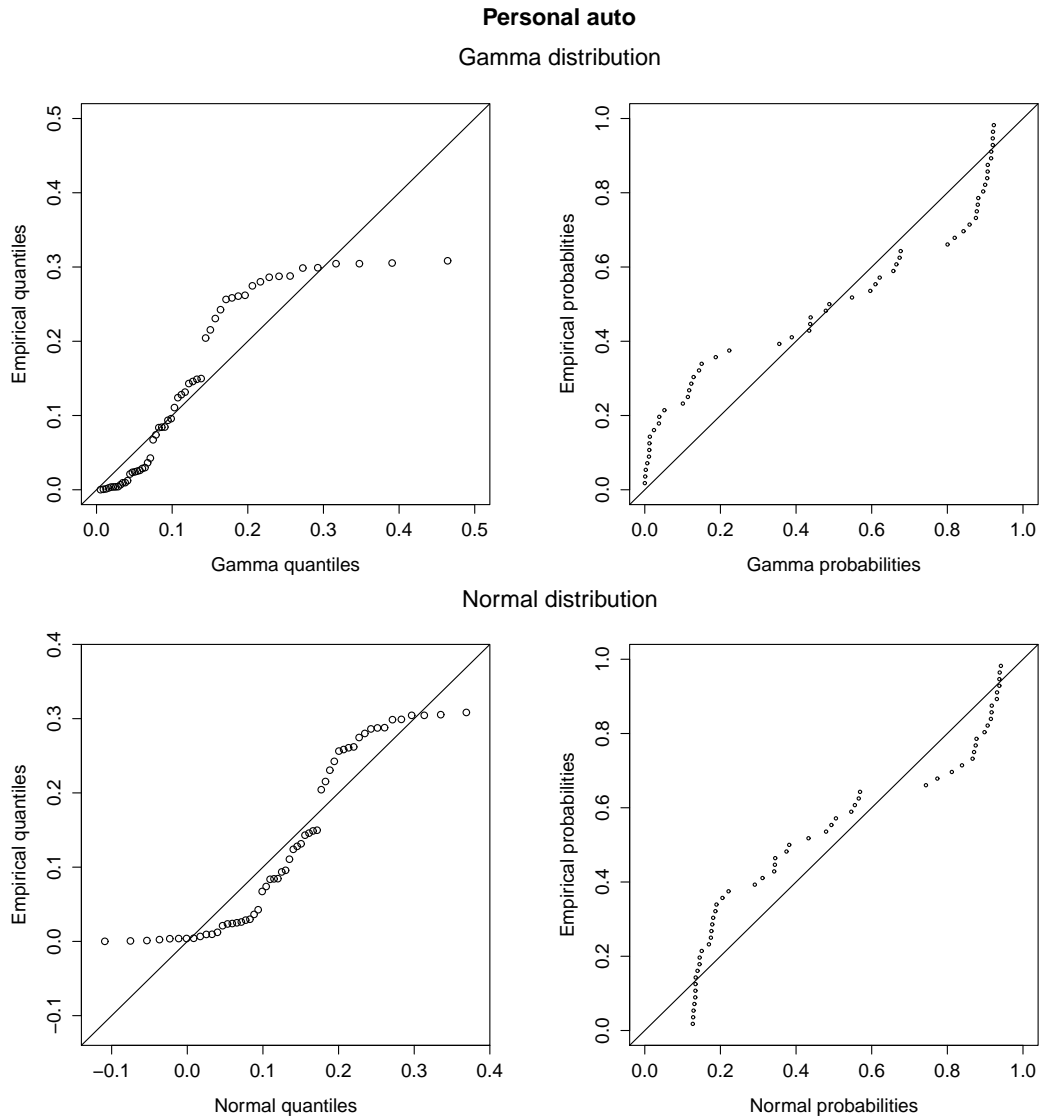 Personal auto
Gamma distribution
Empirical quantiles
0.0 0.1 0.2 0.3 0.4 0.5
0.0 0.1 0.2 0.3 0.4 0.5
Gamma quantiles
Empirical probablities
0.0 0.2 0.4 0.6 0.8 1.0
0.0 0.2 0.4 0.6 0.8 1.0
Gamma probabilities
Normal distribution
Empirical quantiles
−0.1 0.0 0.1 0.2 0.3 0.4
−0.1 0.0 0.1 0.2 0.3 0.4
Normal quantiles
Empirical probabilities
0.0 0.2 0.4 0.6 0.8 1.0
0.0 0.2 0.4 0.6 0.8 1.0
Normal probabilities